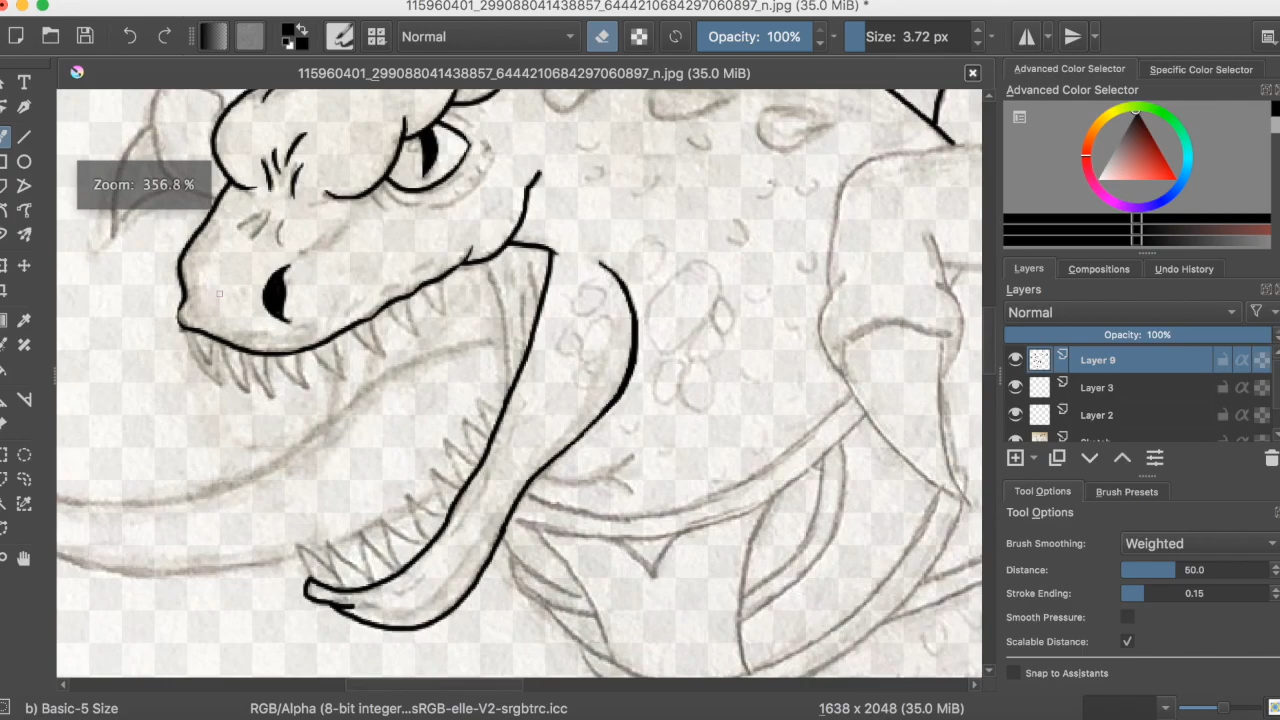 115960401_299088041438857_6444210684297060897_n.jpg (35.0 MiB) *
Normal
Opacity: 100%
Size: 3.72 px
115960401_299088041438857_6444210684297060897_n.jpg (35.0 MiB)
Advanced Color Selector
Specific Color Selector
Advanced Color Selector
Zoom: 356.8 %
Layers
Compositions
Undo History
Layers
Normal
Opacity: 100%
Layer 9
Layer 3
Layer 2
Tool Options
Brush Presets
Tool Options
Brush Smoothing:
Weighted
Distance:
50.0
Stroke Ending:
0.15
Smooth Pressure:
Scalable Distance:
Snap to Assistants
b) Basic-5 Size
RGB/Alpha (8-bit integer...sRGB-elle-V2-srgbtrc.icc
1638 x 2048 (35.0 MiB)